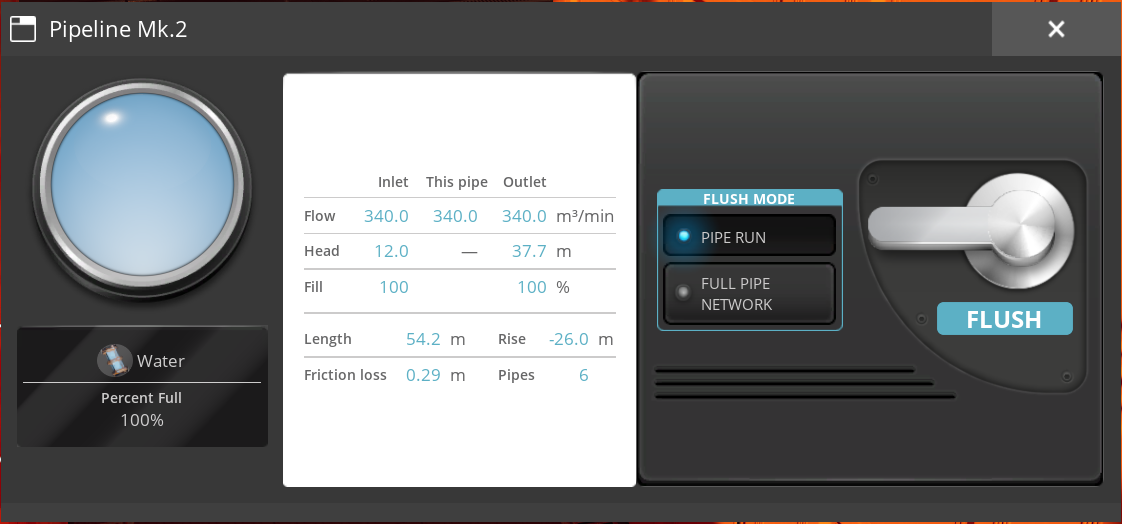 Pipeline Mk.2
Inlet This pipe Outlet
Flow 340.0 340.0 340.0 m³/min
Head 12.0 — 37.7 m
Fill 100 100 %
Length 54.2 m Rise -26.0 m
Friction loss 0.29 m Pipes 6
Water
Percent Full
100%
FLUSH MODE
PIPE RUN
FULL PIPE
NETWORK
FLUSH